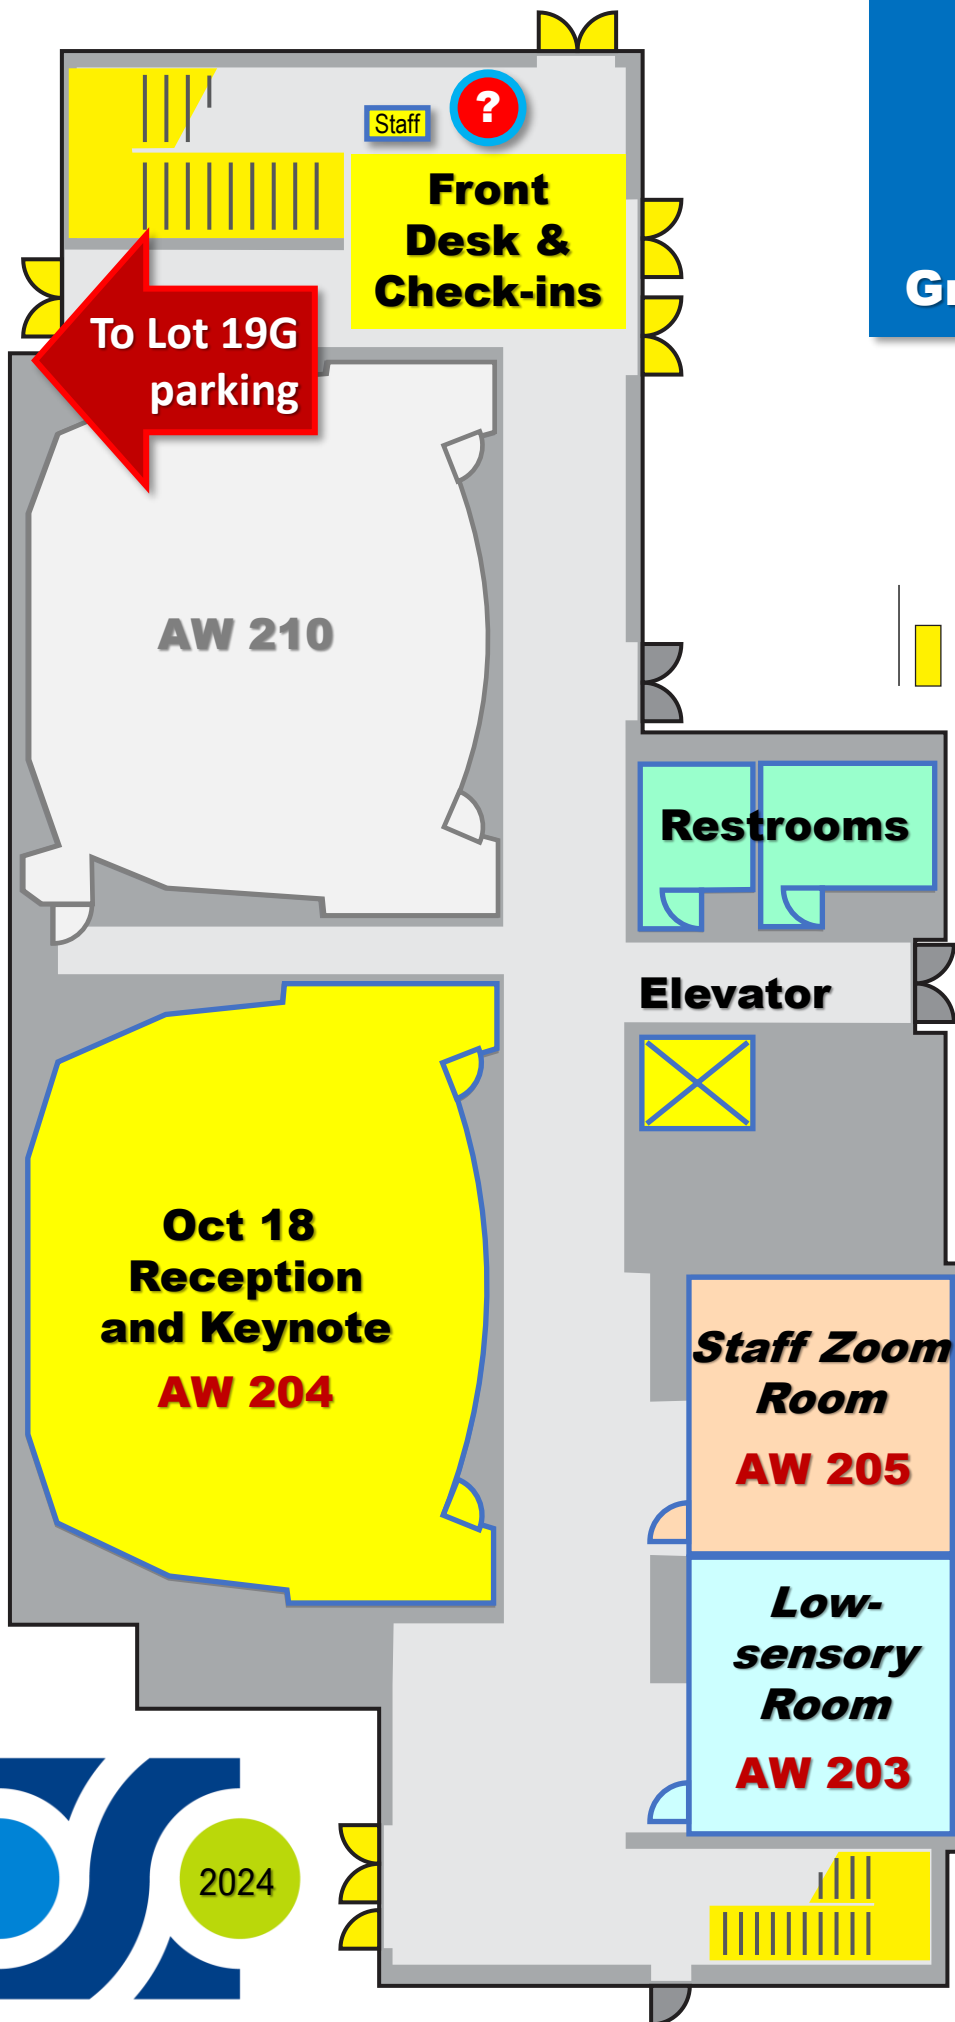 Staff
?
Front
Desk &
Check-ins
Gr
To Lot 19G
parking
AW 210
Restrooms
Elevator
Oct 18
Reception
and Keynote
AW 204
Staff Zoom
Room
AW 205
Low-
sensory
Room
AW 203
2024